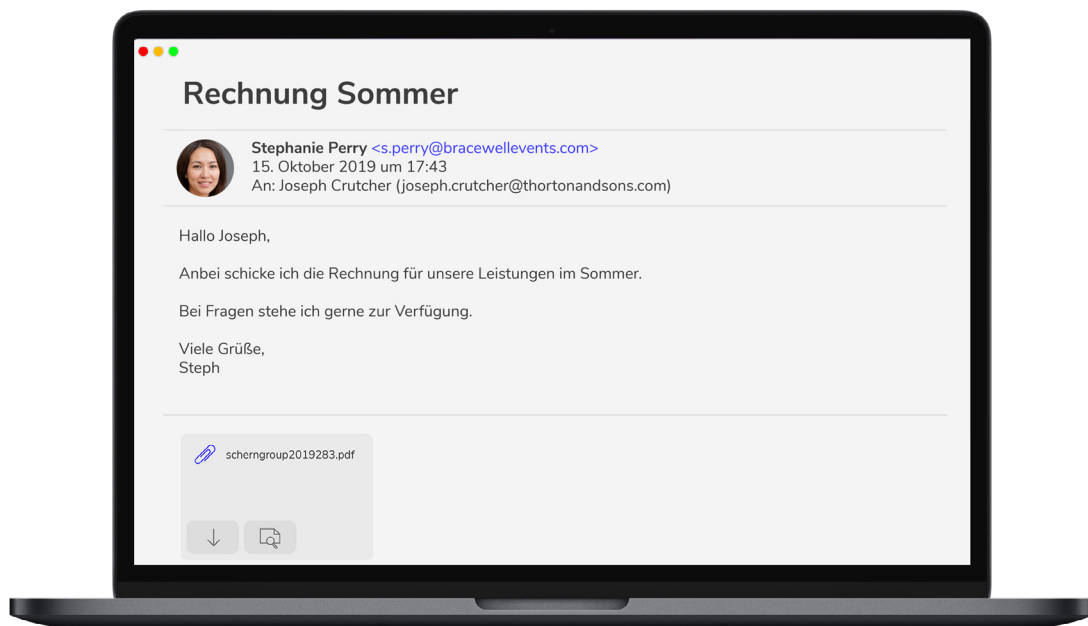 Rechnung Sommer
Stephanie Perry <s.perry@bracewellevents.com>
15. Oktober 2019 um 17:43
An: Joseph Crutcher (joseph.crutcher@thortonandsons.com)
Hallo Joseph,
Anbei schicke ich die Rechnung für unsere Leistungen im Sommer.
Bei Fragen stehe ich gerne zur Verfügung.
Viele Grüße,
Steph
scherngroup2019283.pdf